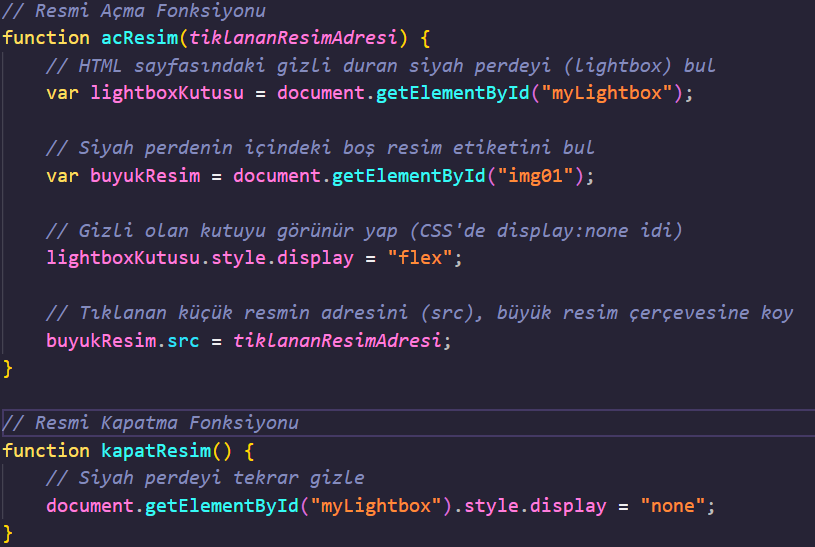 // Resmi Açma Fonksiyonu
function acResim(tiklananResimAdresi) {
    // HTML sayfasındaki gizli duran siyah perdeyi (lightbox) bul
    var lightboxKutusu = document.getElementById("myLightbox");

    // Siyah perdenin içindeki boş resim etiketini bul
    var buyukResim = document.getElementById("img01");

    // Gizli olan kutuyu görünür yap (CSS'de display:none idi)
    lightboxKutusu.style.display = "flex";

    // Tıklanan küçük resmin adresini (src), büyük resim çerçevesine koy
    buyukResim.src = tiklananResimAdresi;
}

// Resmi Kapatma Fonksiyonu
function kapatResim() {
    // Siyah perdeyi tekrar gizle
    document.getElementById("myLightbox").style.display = "none";
}